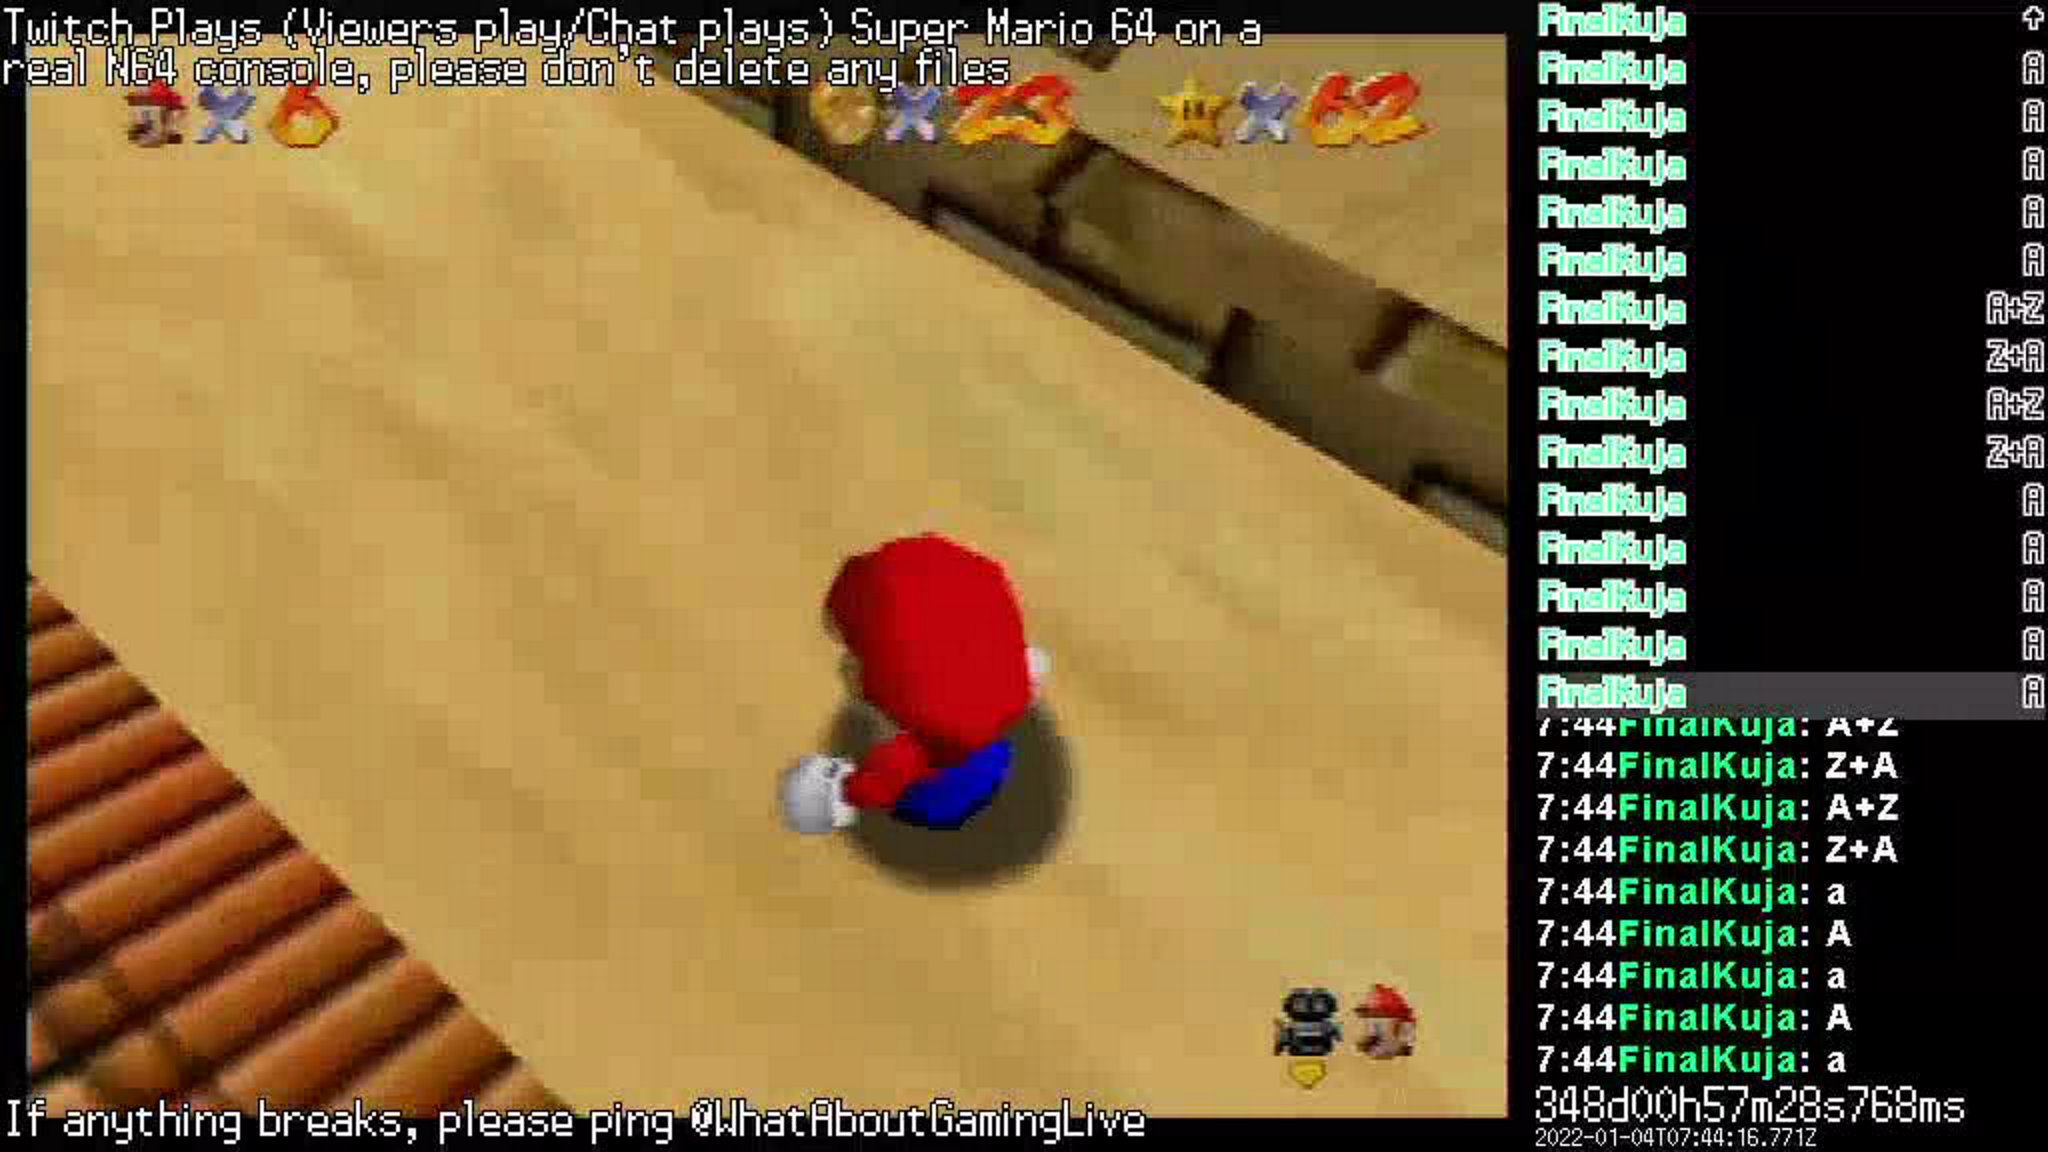 Twitch Plays (Viewers play/Chat plays) Super Mario 64 on a
real N64 console, please don't delete any files
6
23
62
FinalKuja ↑
FinalKuja A
FinalKuja A
FinalKuja A
FinalKuja A
FinalKuja A
FinalKuja A+Z
FinalKuja Z+A
FinalKuja A+Z
FinalKuja Z+A
FinalKuja A
FinalKuja A
FinalKuja A
FinalKuja A
FinalKuja A
7:44FinalKuja: A+Z
7:44FinalKuja: Z+A
7:44FinalKuja: A+Z
7:44FinalKuja: Z+A
7:44FinalKuja: a
7:44FinalKuja: A
7:44FinalKuja: a
7:44FinalKuja: A
7:44FinalKuja: a
348d00h57m28s768ms
2022-01-04T07:44:16.771Z
If anything breaks, please ping @WhatAboutGamingLive